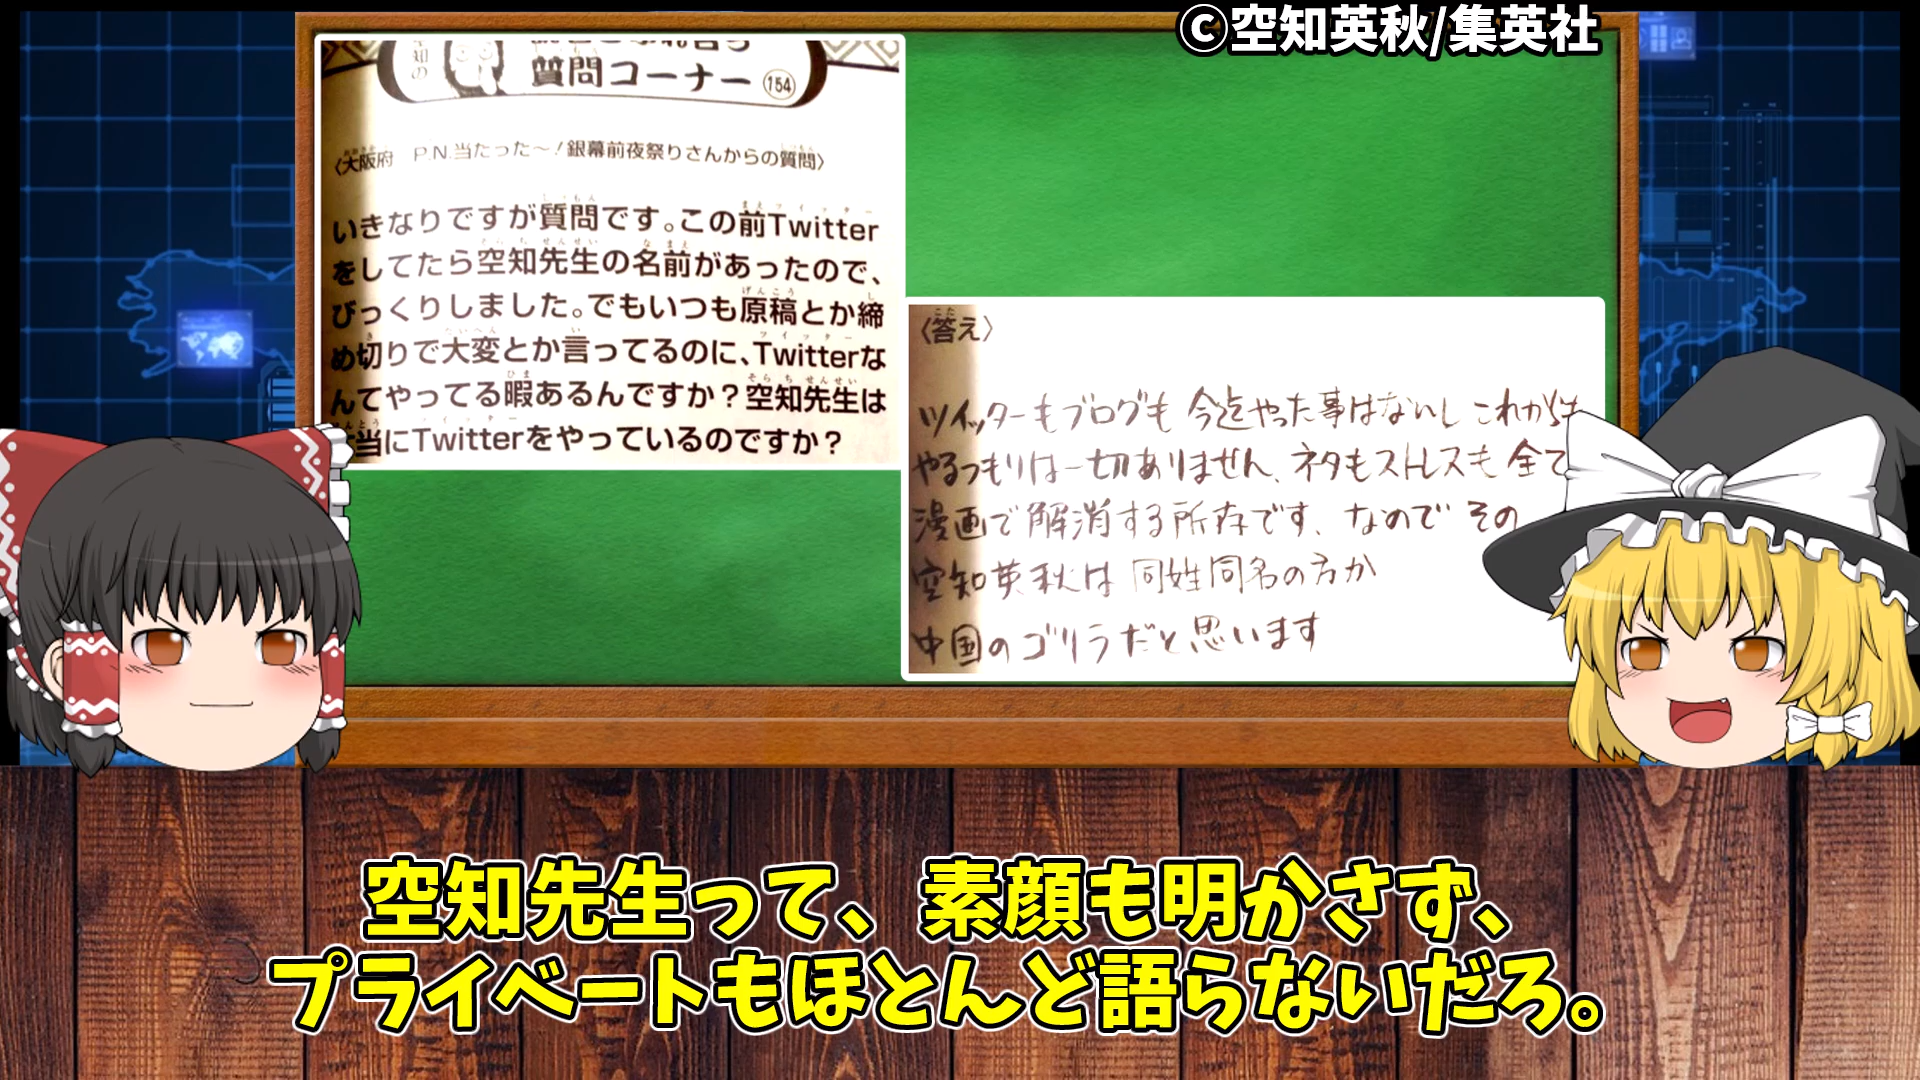 ©空知英秋/集英社
質問コーナー 154
〈大阪府 P.N.当たった〜!銀幕前夜祭りさんからの質問〉
いきなりですが質問です。この前Twitter
をしてたら空知先生の名前があったので、
びっくりしました。でもいつも原稿とか締
め切りで大変とか言ってるのに、Twitterな
んてやってる暇あるんですか?空知先生は
当にTwitterをやっているのですか?
〈答え〉
ツイッターもブログも 今迄やった事はないし これから
やるつもりは一切ありません、ネタもストレスも 全て
漫画で解消する所存です、なので その
空知英秋は 同姓同名の方か
中国のゴリラだと思います
空知先生って、素顔も明かさず、
プライベートもほとんど語らないだろ。